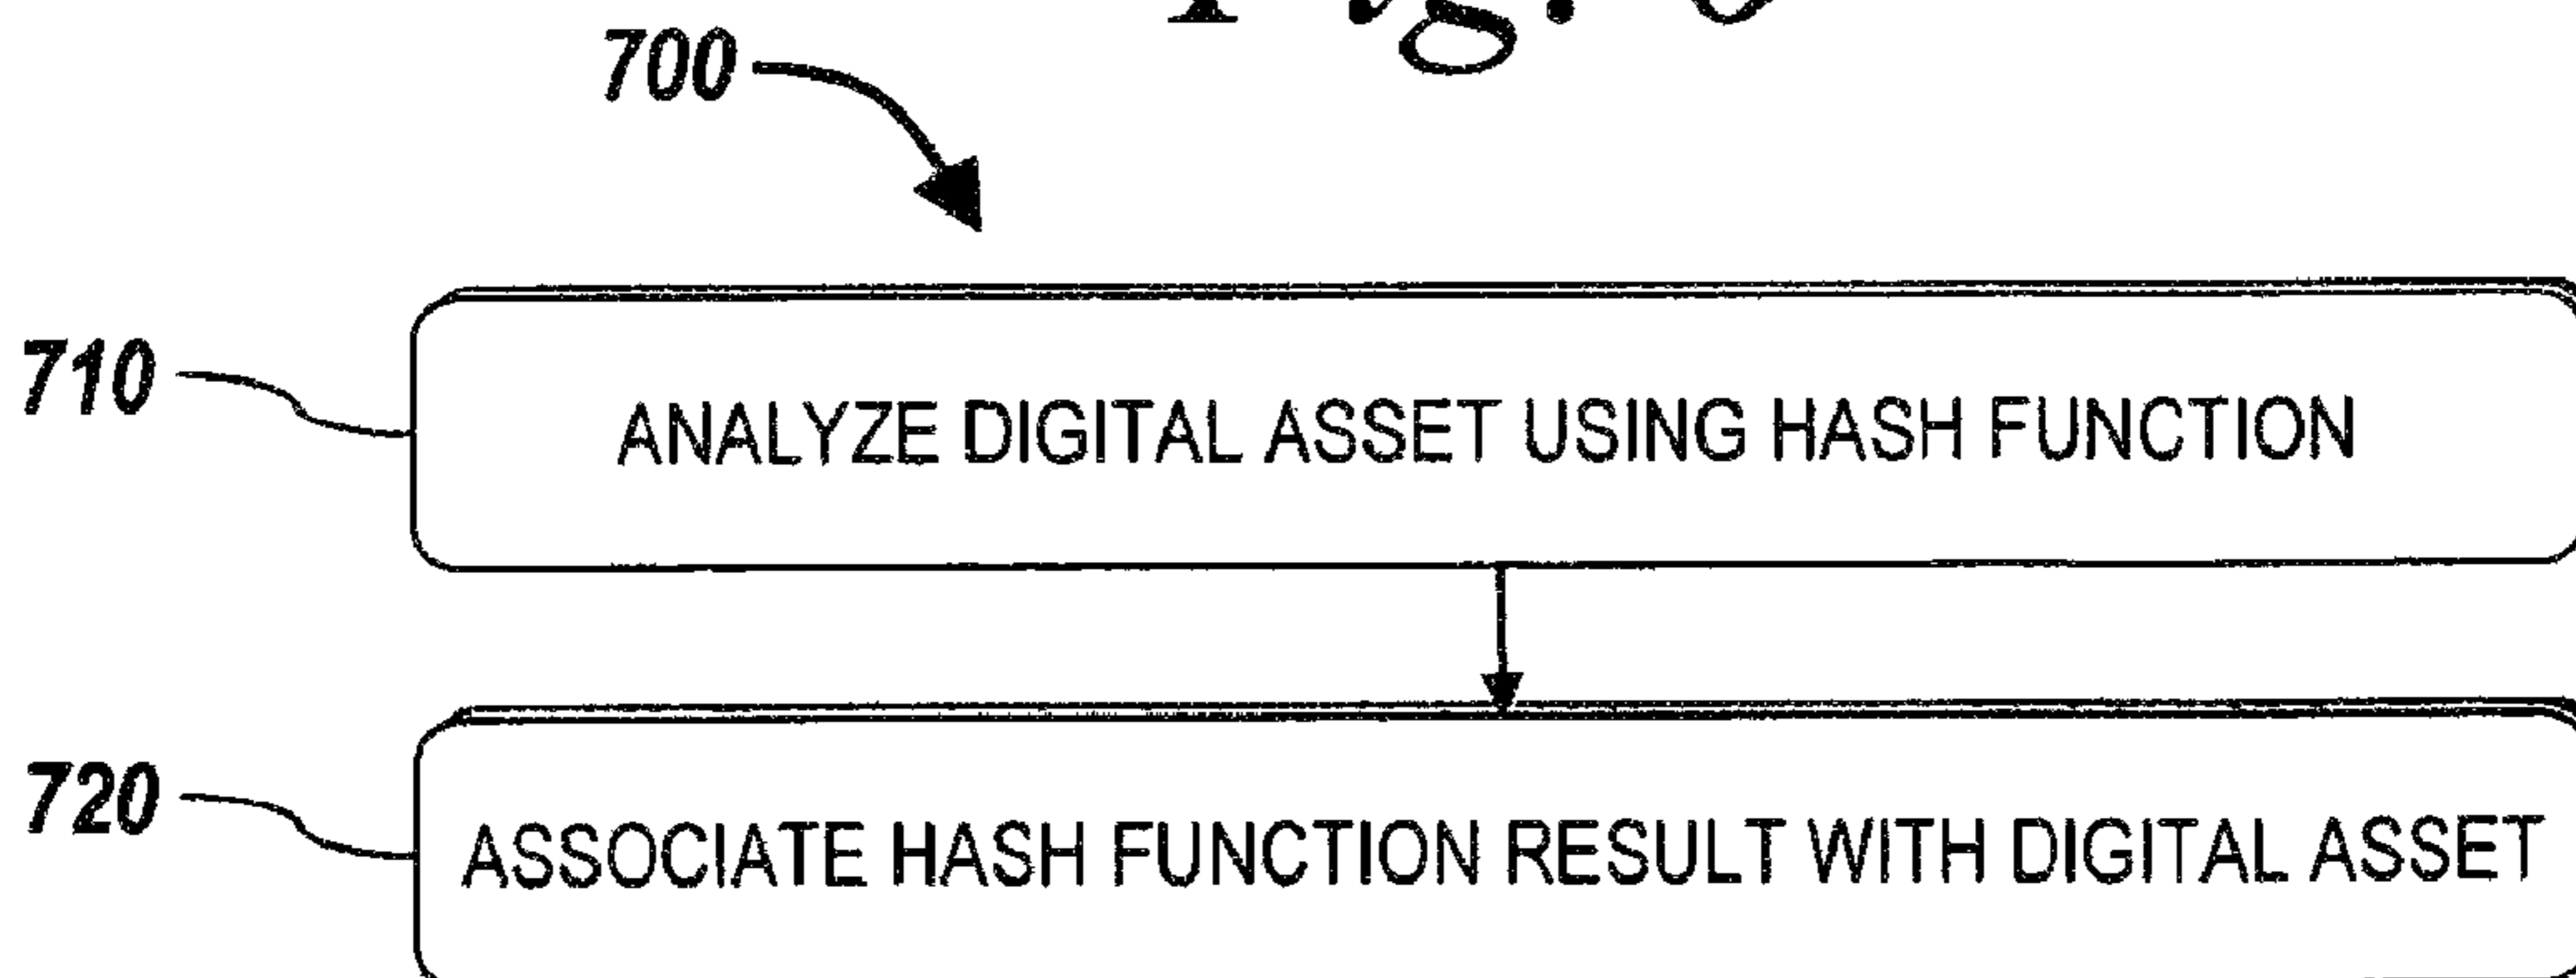 700
710
ANALYZE DIGITAL ASSET USING HASH FUNCTION
720
ASSOCIATE HASH FUNCTION RESULT WITH DIGITAL ASSET